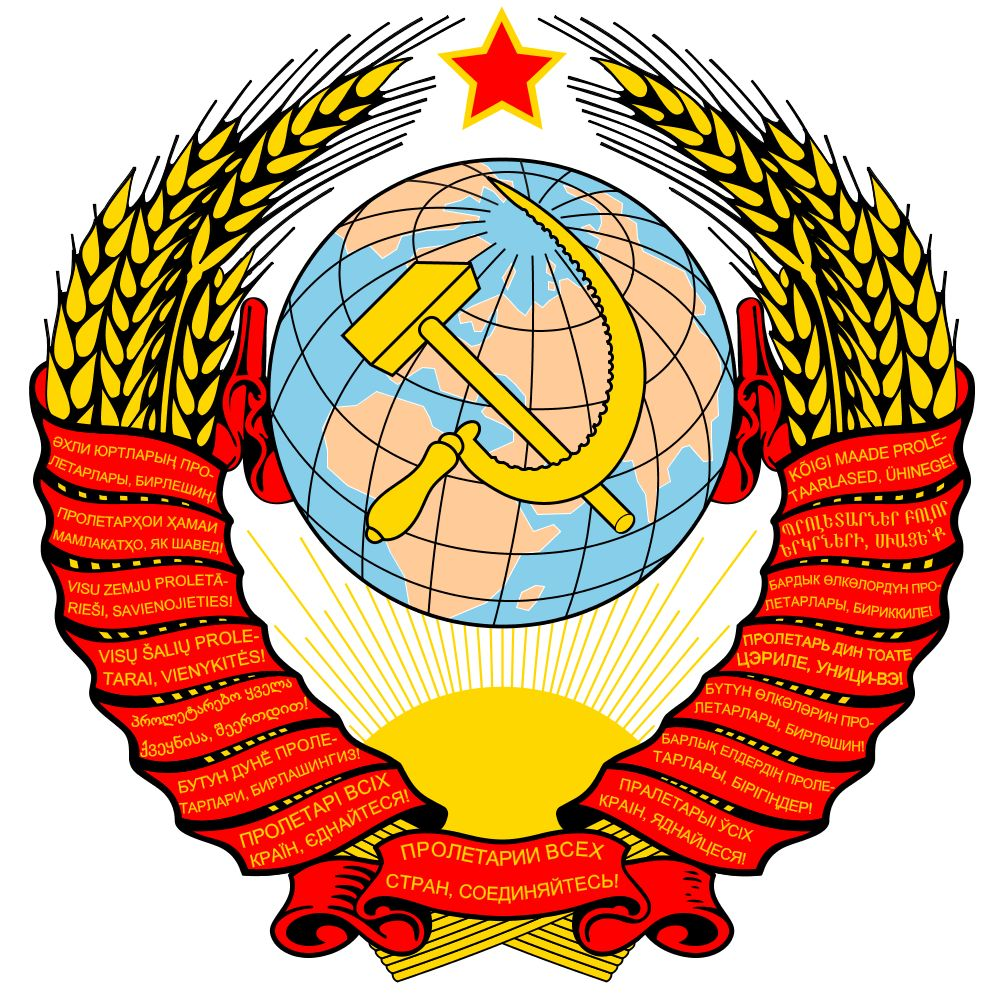 ӨХЛИ ЮРТЛАРЫҢ ПРО-
ЛЕТАРЛАРЫ, БИРЛЕШИҢ!
ПРОЛЕТАРҲОИ ҲАМАИ
МАМЛАКАТҲО, ЯК ШАВЕД!
VISU ZEMJU PROLETĀ-
RIEŠI, SAVIENOJIETIES!
VISŲ ŠALIŲ PROLE-
TARAI, VIENYKITĖS!
პროლეტარებო ყველა
ქვეყნისა, შეერთდით!
БУТУН ДУНЁ ПРОЛЕ-
ТАРЛАРИ, БИРЛАШИНГИЗ!
ПРОЛЕТАРІ ВСІХ
КРАЇН, ЄДНАЙТЕСЯ!
KÕIGI MAADE PROLE-
TAARLASED, ÜHINEGE!
ՊՐՈԼԵՏԱՐՆԵՐ ԲՈԼՈՐ
ԵՐԿՐՆԵՐԻ, ՄԻԱՑԵ՛Ք
БАРДЫК ӨЛКӨЛОРДҮН ПРО-
ЛЕТАРЛАРЫ, БИРИККИЛЕ!
ПРОЛЕТАРЬ ДИН ТОАТЕ
ЦЭРИЛЕ, УНИЦИ-ВЭ!
БҮТҮН ӨЛКӘЛӘРИН ПРО-
ЛЕТАРЛАРЫ, БИРЛӘШИН!
БАРЛЫҚ ЕЛДЕРДІҢ ПРОЛЕ-
ТАРЛАРЫ, БІРІГІҢДЕР!
ПРАЛЕТАРЫІ ЎСІХ
КРАІН, ЯДНАЙЦЕСЯ!
ПРОЛЕТАРИИ ВСЕХ
СТРАН, СОЕДИНЯЙТЕСЬ!